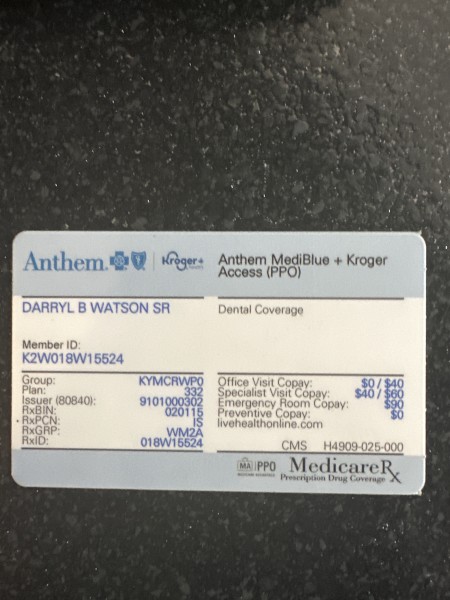 Anthem. Kroger+ Anthem MediBlue + Kroger
Access (PPO)
DARRYL B WATSON SR
Dental Coverage
Member ID:
K2W018W15524
Group: KYMCRWP0
Plan: 332
Issuer (80840): 9101000302
RxBIN: 020115
RxPCN: IS
RxGRP: WM2A
RxID: 018W15524
Office Visit Copay: $0 / $40
Specialist Visit Copay: $40 / $60
Emergency Room Copay: $90
Preventive Copay: $0
livehealthonline.com
CMS H4909-025-000
MA PPO
MEDICARE ADVANTAGE
MedicareRx
Prescription Drug Coverage